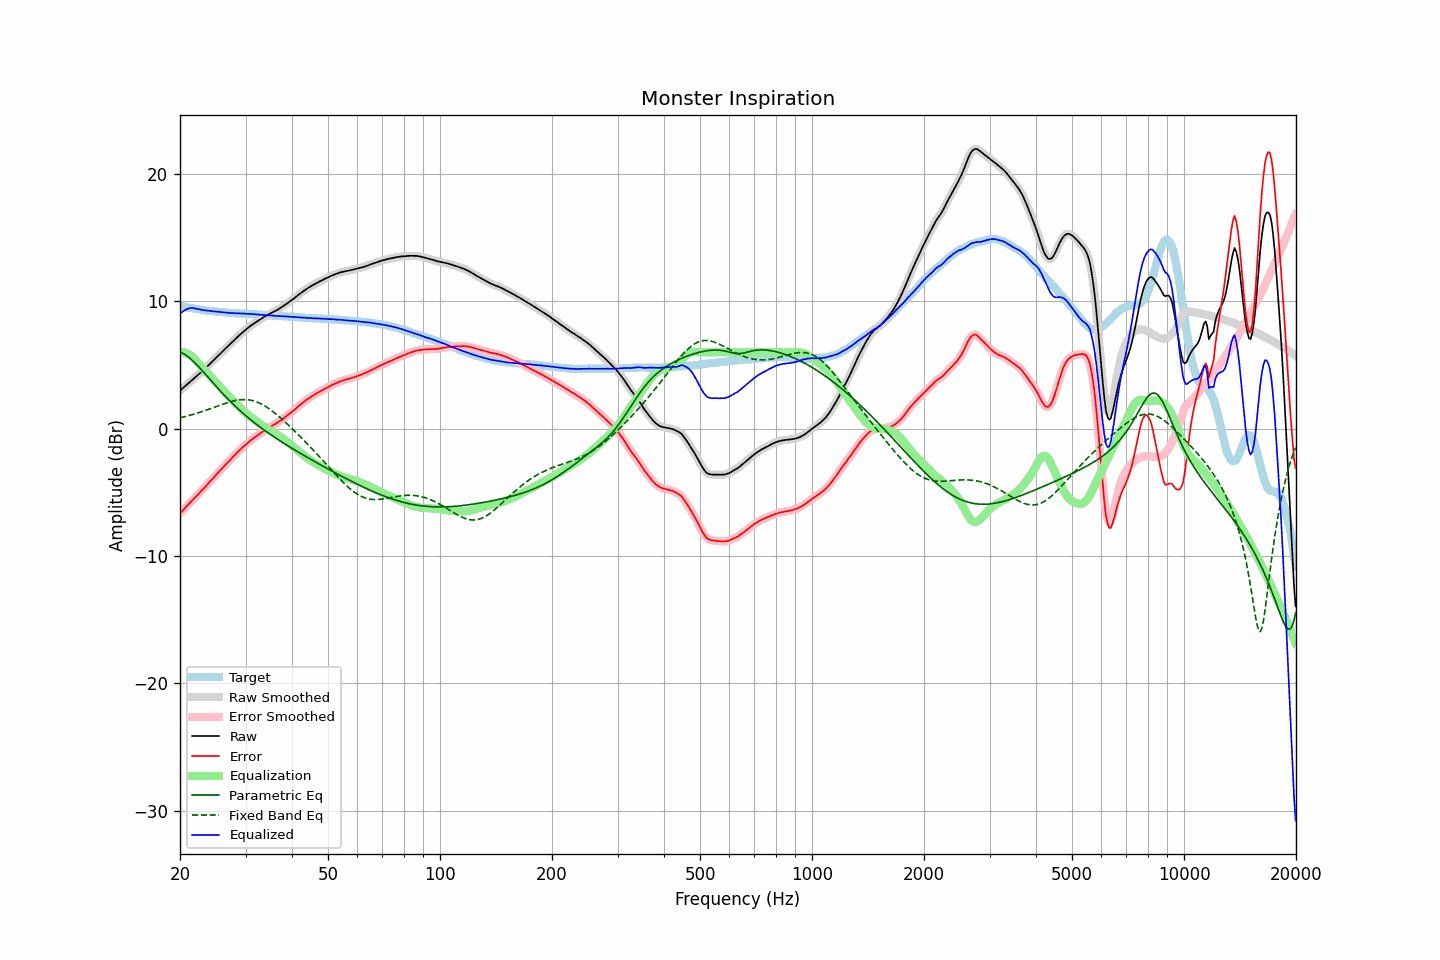 Monster Inspiration
Amplitude (dBr)
20
10
0
−10
−20
−30
Target
Raw Smoothed
Error Smoothed
Raw
Error
Equalization
Parametric Eq
Fixed Band Eq
Equalized
20 50 100 200 500 1000 2000 5000 10000 20000
Frequency (Hz)